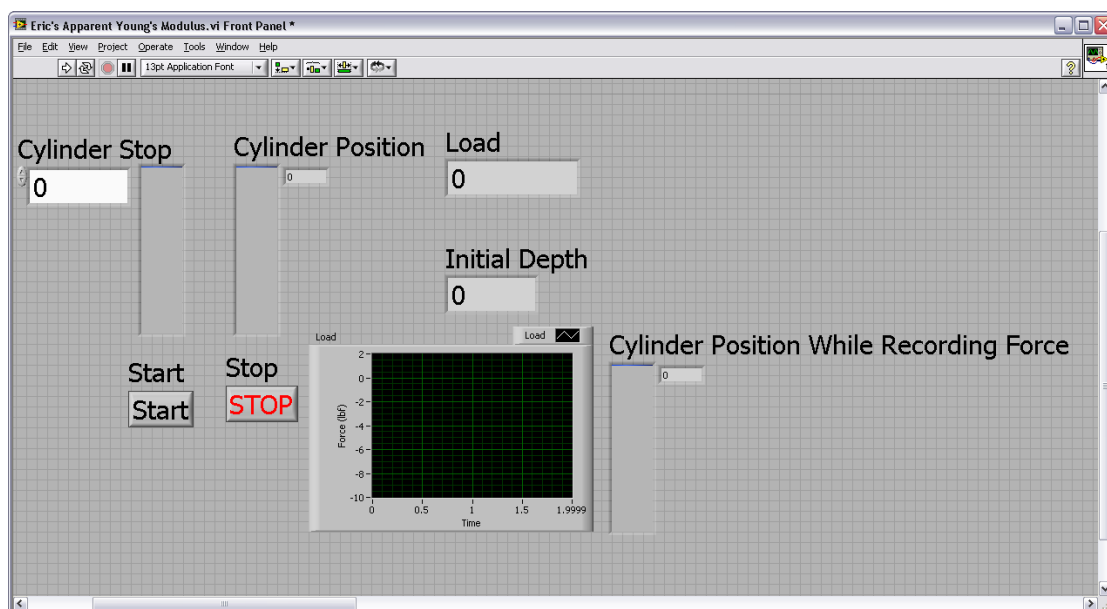 Eric's Apparent Young's Modulus.vi Front Panel *
File Edit View Project Operate Tools Window Help
13pt Application Font
?
Cylinder Stop
0
Cylinder Position
0
Load
0
Initial Depth
0
Start
Start
Stop
STOP
Load
Load
Force (lbf)
2
0
-2
-4
-6
-8
-10
0 0.5 1 1.5 1.9999
Time
Cylinder Position While Recording Force
0